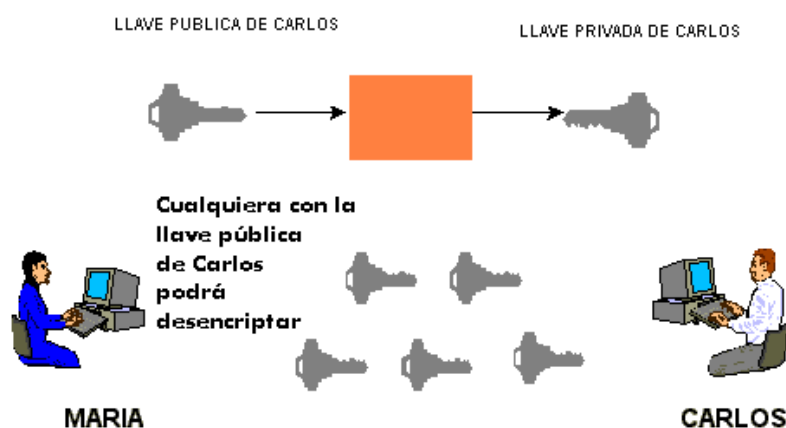 LLAVE PUBLICA DE CARLOS
LLAVE PRIVADA DE CARLOS
Cualquiera con la
llave pública
de Carlos
podrá
desencriptar
MARIA
CARLOS